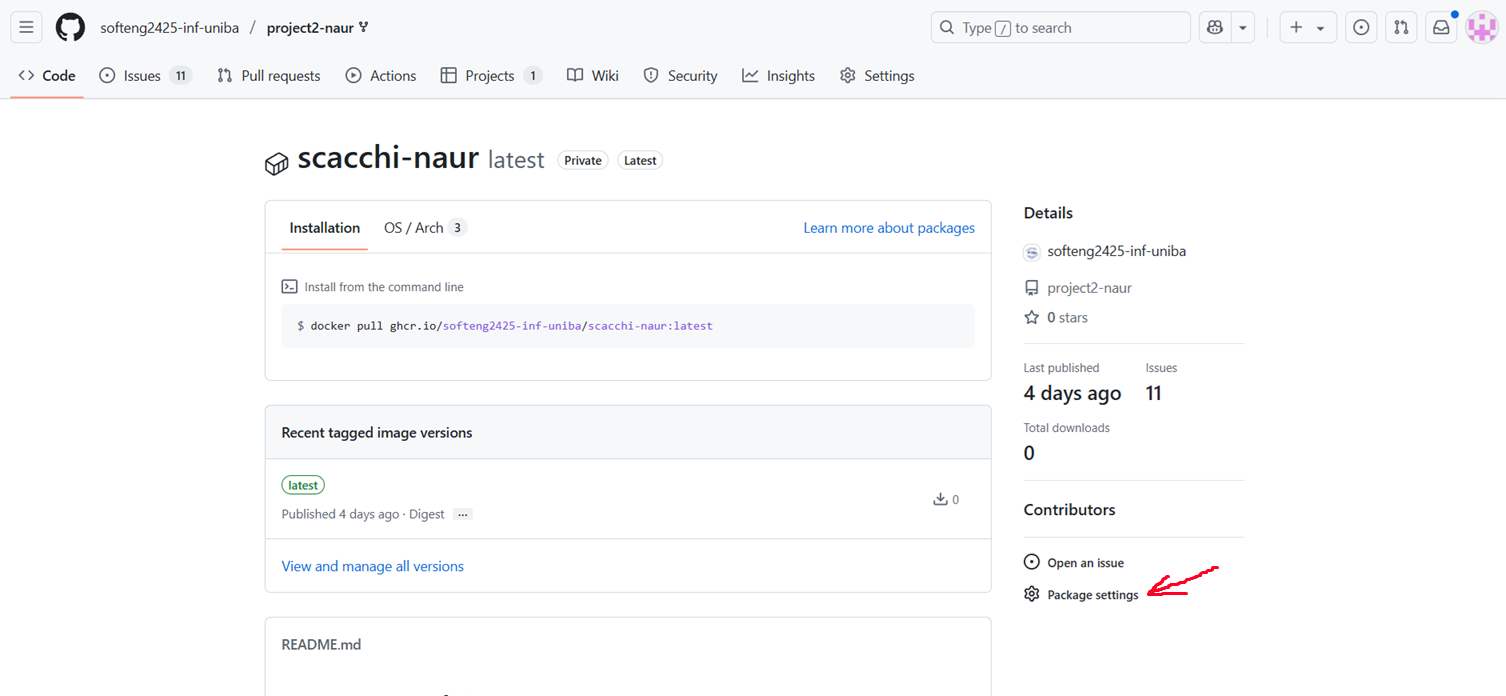 softeng2425-inf-uniba / project2-naur Type / to search
Code Issues 11 Pull requests Actions Projects 1 Wiki Security Insights Settings
scacchi-naur latest Private Latest
Installation OS / Arch 3 Learn more about packages
Install from the command line
$ docker pull ghcr.io/softeng2425-inf-uniba/scacchi-naur:latest
Recent tagged image versions
latest
Published 4 days ago · Digest ...
0
View and manage all versions
README.md
Details
softeng2425-inf-uniba
project2-naur
0 stars
Last published Issues
4 days ago 11
Total downloads
0
Contributors
Open an issue
Package settings